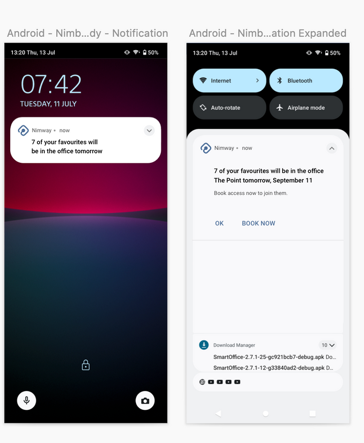 Android - Nimb...dy - Notification
Android - Nimb...ation Expanded
13:20 Thu, 13 Jul
50%
07:42
TUESDAY, 11 JULY
Nimway • now
7 of your favourites will
be in the office tomorrow
13:20 Thu, 13 Jul
50%
Internet
Bluetooth
Auto-rotate
Airplane mode
Nimway • now
7 of your favourites will be in the office
The Point tomorrow, September 11
Book access now to join them.
OK
BOOK NOW
Download Manager
10
SmartOffice-2.7.1-25-gc921bcb7-debug.apk Do...
SmartOffice-2.7.1-12-g33840ad2-debug.apk Do...